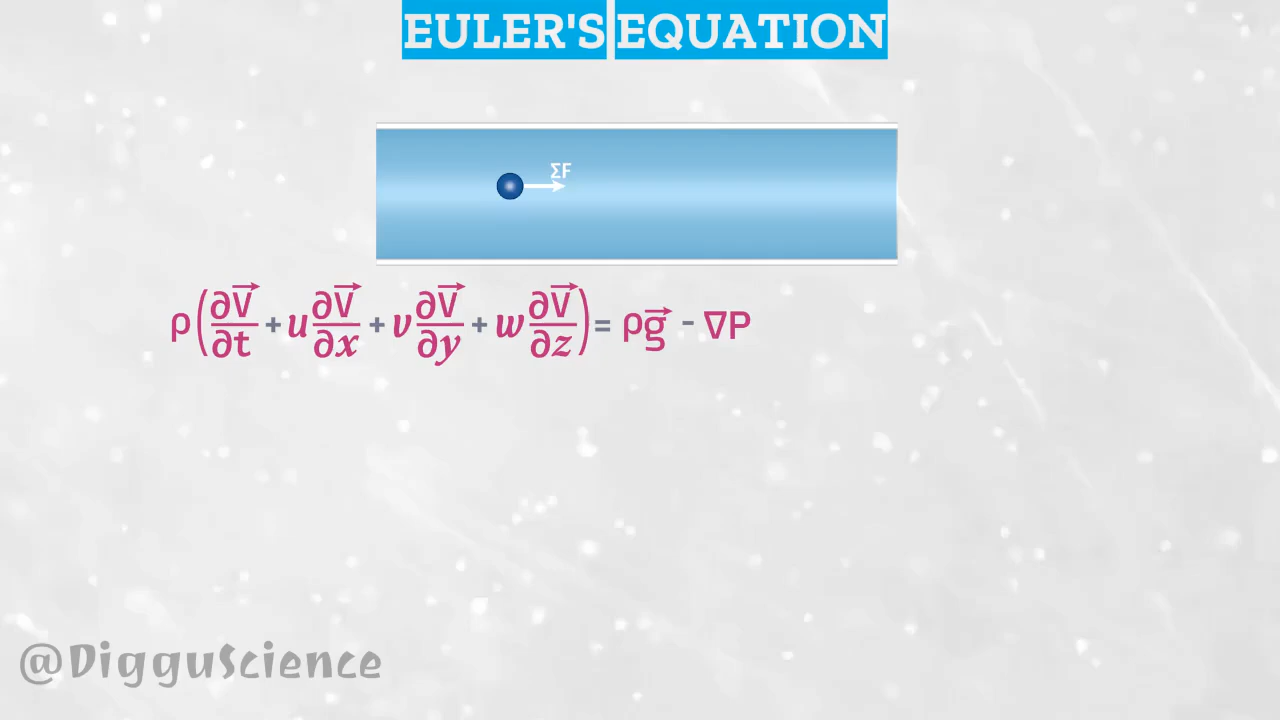 EULER'S EQUATION
ΣF
ρ(∂V⃗/∂t + u ∂V⃗/∂x + v ∂V⃗/∂y + w ∂V⃗/∂z) = ρg⃗ - ∇P
@DigguScience